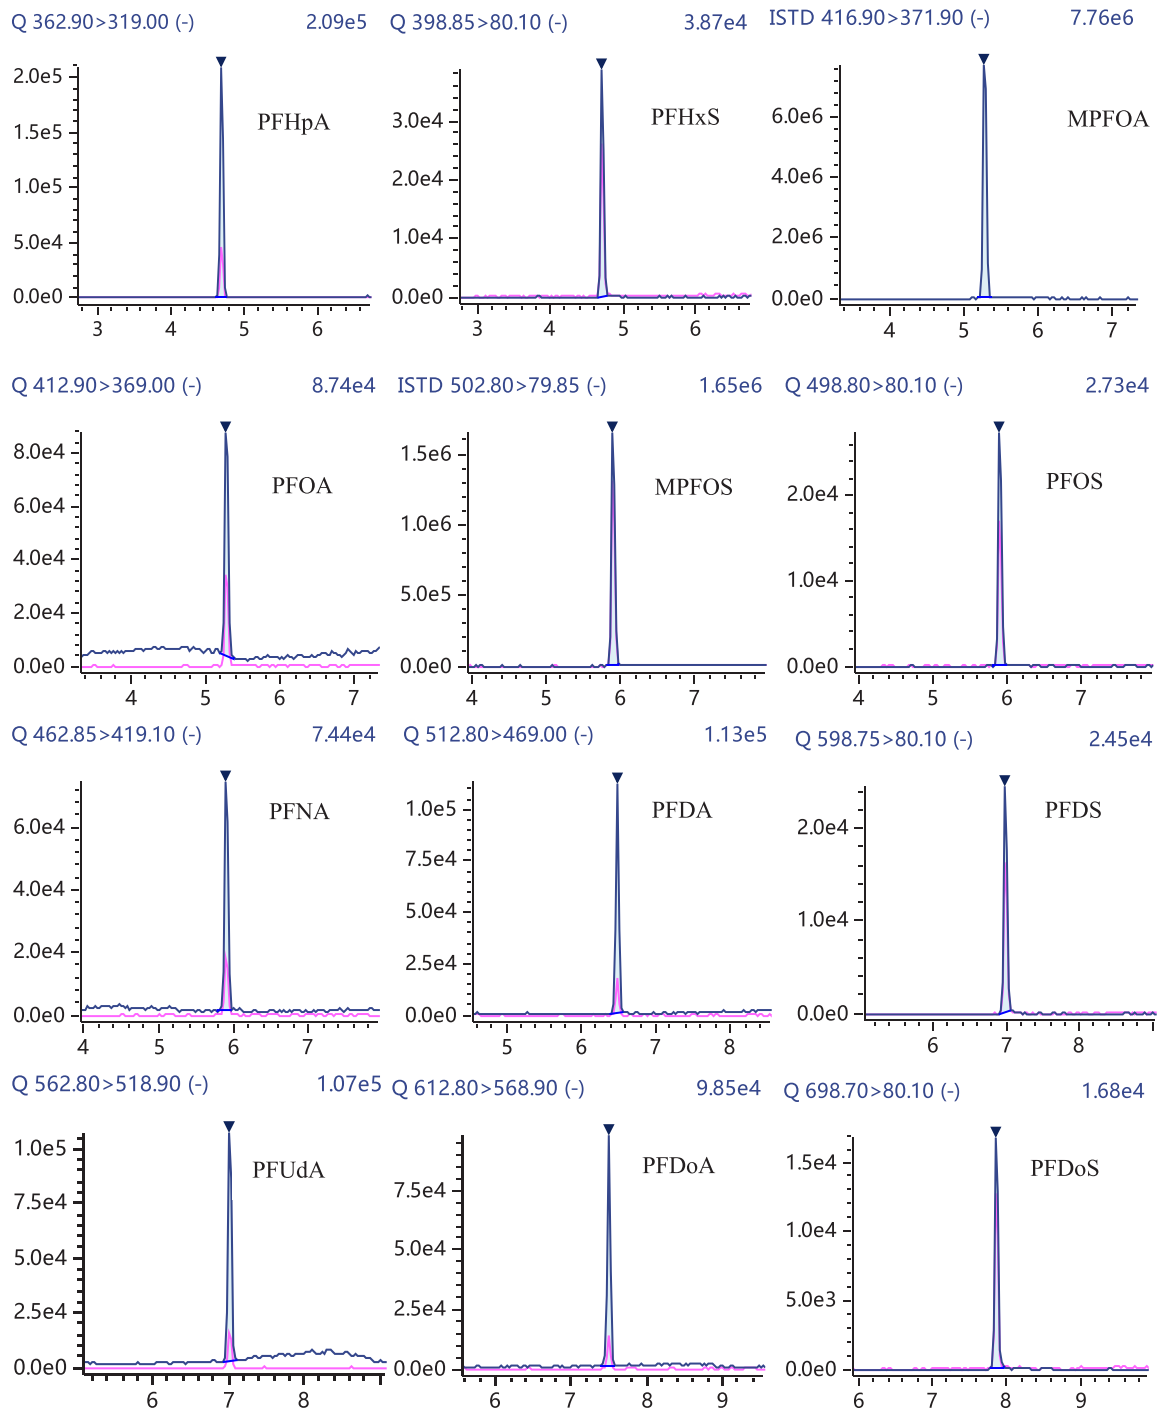 Q 362.90>319.00 (-) 2.09e5
2.0e5
1.5e5
1.0e5
5.0e4
0.0e0
PFHpA
3 4 5 6
Q 398.85>80.10 (-) 3.87e4
3.0e4
2.0e4
1.0e4
0.0e0
PFHxS
3 4 5 6
ISTD 416.90>371.90 (-) 7.76e6
6.0e6
4.0e6
2.0e6
0.0e0
MPFOA
4 5 6 7
Q 412.90>369.00 (-) 8.74e4
8.0e4
6.0e4
4.0e4
2.0e4
0.0e0
PFOA
4 5 6 7
ISTD 502.80>79.85 (-) 1.65e6
1.5e6
1.0e6
5.0e5
0.0e0
MPFOS
4 5 6 7
Q 498.80>80.10 (-) 2.73e4
2.0e4
1.0e4
0.0e0
PFOS
4 5 6 7
Q 462.85>419.10 (-) 7.44e4
6.0e4
4.0e4
2.0e4
0.0e0
PFNA
4 5 6 7
Q 512.80>469.00 (-) 1.13e5
1.0e5
7.5e4
5.0e4
2.5e4
0.0e0
PFDA
5 6 7 8
Q 598.75>80.10 (-) 2.45e4
2.0e4
1.0e4
0.0e0
PFDS
6 7 8
Q 562.80>518.90 (-) 1.07e5
1.0e5
7.5e4
5.0e4
2.5e4
0.0e0
PFUdA
6 7 8
Q 612.80>568.90 (-) 9.85e4
7.5e4
5.0e4
2.5e4
0.0e0
PFDoA
6 7 8 9
Q 698.70>80.10 (-) 1.68e4
1.5e4
1.0e4
5.0e3
0.0e0
PFDoS
6 7 8 9